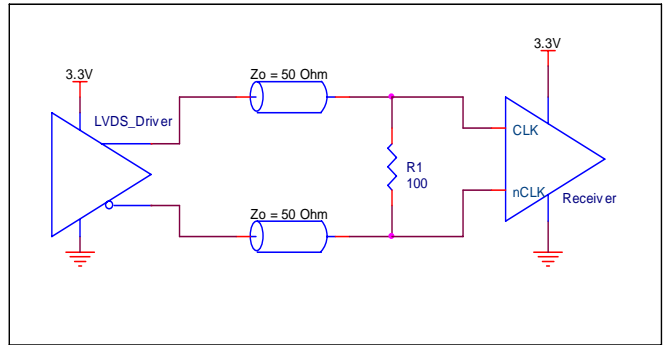 3.3V
LVDS_Driver
Zo = 50 Ohm
Zo = 50 Ohm
R1
100
3.3V
CLK
nCLK
Receiver